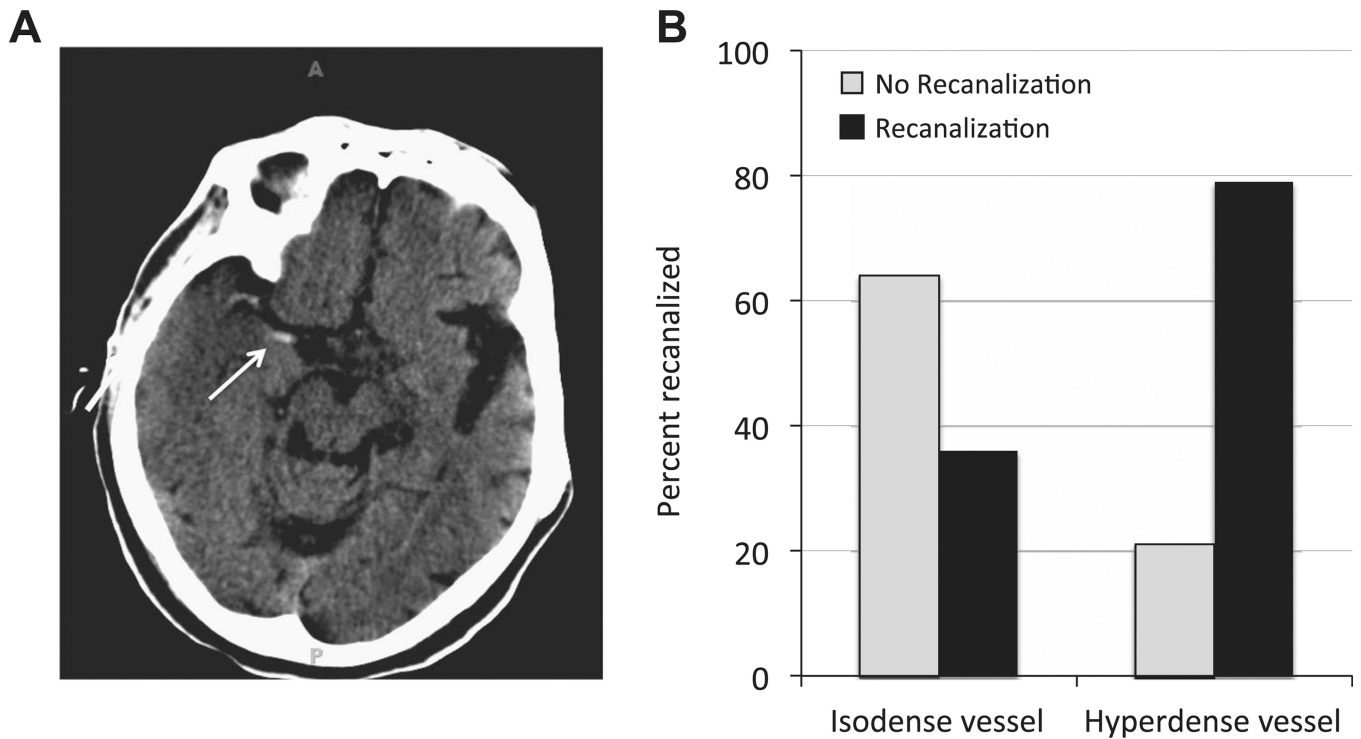 A
A
P
B
Percent recanalized
100
80
60
40
20
0
No Recanalization
Recanalization
Isodense vessel
Hyperdense vessel